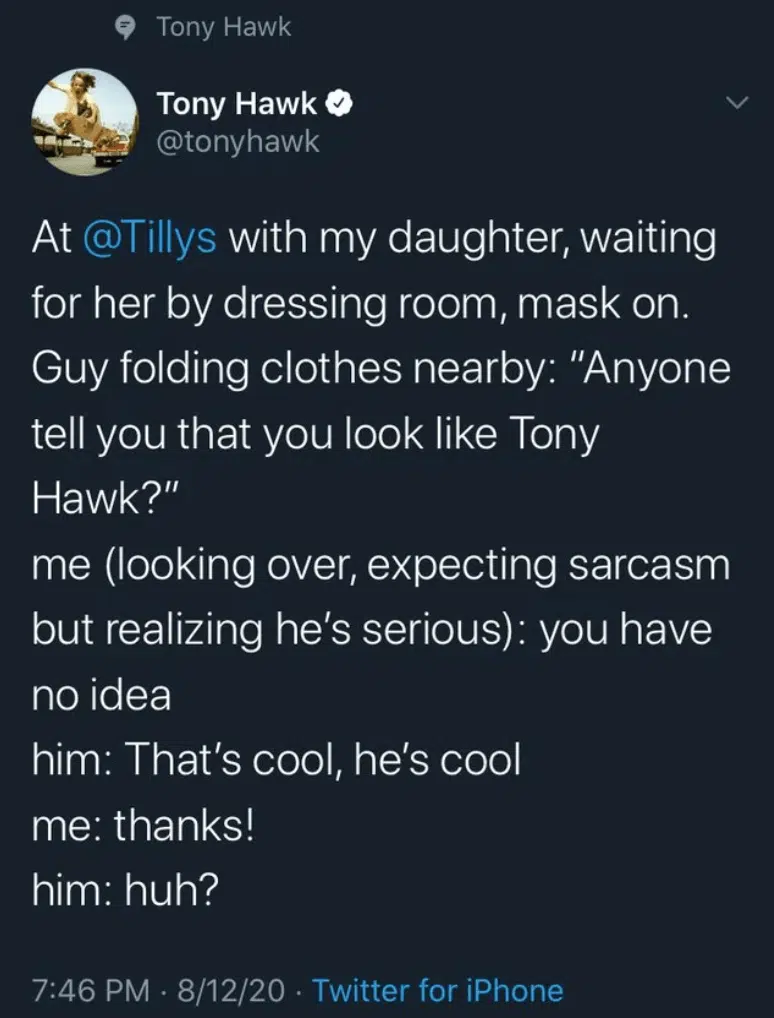 Tony Hawk
Tony Hawk
@tonyhawk
At @Tillys with my daughter, waiting
for her by dressing room, mask on.
Guy folding clothes nearby: "Anyone
tell you that you look like Tony
Hawk?"
me (looking over, expecting sarcasm
but realizing he's serious): you have
no idea
him: That's cool, he's cool
me: thanks!
him: huh?
7:46 PM · 8/12/20 · Twitter for iPhone